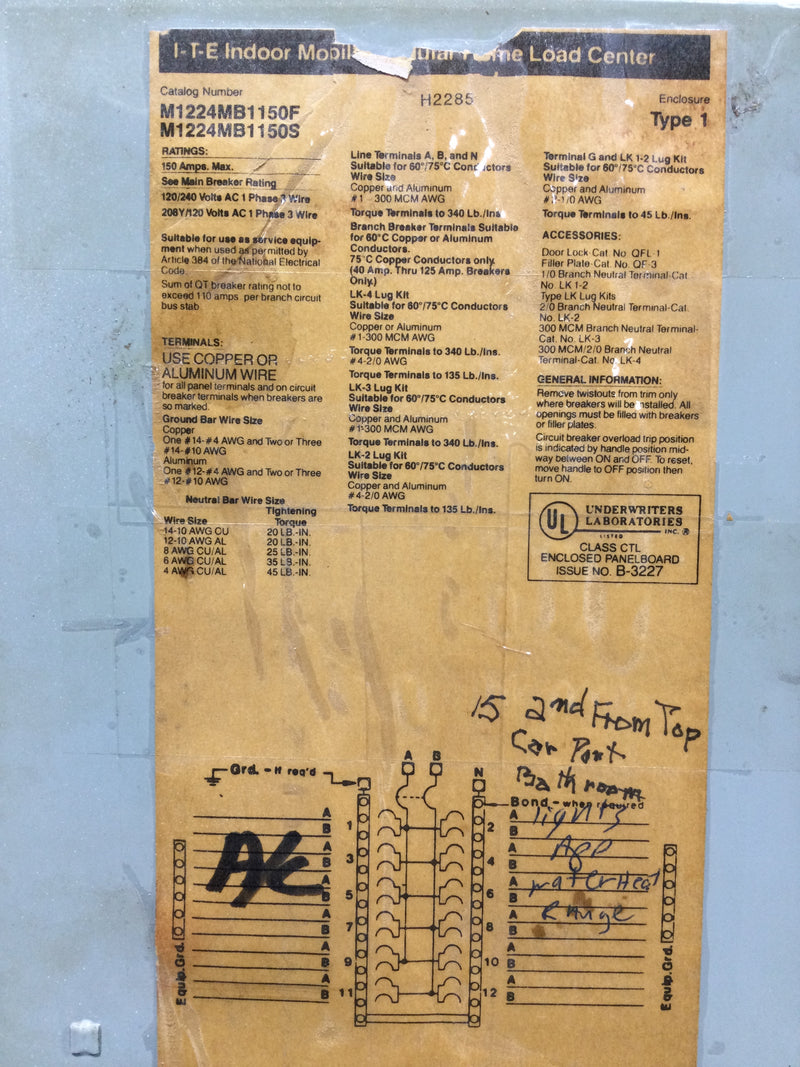 I-T-E Indoor Mobile Home Load Center
Catalog Number
M1224MB1150F
M1224MB1150S
H2285
Enclosure
Type 1
RATINGS:
150 Amps. Max.
See Main Breaker Rating
120/240 Volts AC 1 Phase 3 Wire
208Y/120 Volts AC 1 Phase 3 Wire
Suitable for use as service equip-
ment when used as permitted by
Article 384 of the National Electrical
Code.
Sum of QT breaker rating not to
exceed 110 amps. per branch circuit
bus stab.
TERMINALS:
USE COPPER OR
ALUMINUM WIRE
for all panel terminals and on circuit
breaker terminals when breakers are
so marked.
Ground Bar Wire Size
Copper
One #14-#4 AWG and Two or Three
#14-#10 AWG
Aluminum
One #12-#4 AWG and Two or Three
#12-#10 AWG
Neutral Bar Wire Size
Tightening
Wire Size Torque
14-10 AWG CU 20 LB.-IN.
12-10 AWG AL 20 LB.-IN.
8 AWG CU/AL 25 LB.-IN.
6 AWG CU/AL 35 LB.-IN.
4 AWG CU/AL 45 LB.-IN.
Line Terminals A, B, and N
Suitable for 60°/75°C Conductors
Wire Size
Copper and Aluminum
#1 - 300 MCM AWG
Torque Terminals to 340 Lb./Ins.
Branch Breaker Terminals Suitable
for 60°C Copper or Aluminum
Conductors.
75°C Copper Conductors only.
(40 Amp. Thru 125 Amp. Breakers
Only.)
LK-4 Lug Kit
Suitable for 60°/75°C Conductors
Wire Size
Copper or Aluminum
#1-300 MCM AWG
Torque Terminals to 340 Lb./Ins.
#4-2/0 AWG
Torque Terminals to 135 Lb./Ins.
LK-3 Lug Kit
Suitable for 60°/75°C Conductors
Wire Size
Copper and Aluminum
#1-300 MCM AWG
Torque Terminals to 340 Lb./Ins.
LK-2 Lug Kit
Suitable for 60°/75°C Conductors
Wire Size
Copper and Aluminum
#4-2/0 AWG
Torque Terminals to 135 Lb./Ins.
Terminal G and LK 1-2 Lug Kit
Suitable for 60°/75°C Conductors
Wire Size
Copper and Aluminum
-1/0 AWG
Torque Terminals to 45 Lb./Ins.
ACCESSORIES:
Door Lock-Cat. No. QFL-1
Filler Plate-Cat. No. QF-3
1/0 Branch Neutral Terminal-Cat.
No. LK 1-2
Type LK Lug Kits
2/0 Branch Neutral Terminal-Cat.
No. LK-2
300 MCM Branch Neutral Terminal-
Cat. No. LK-3
300 MCM/2/0 Branch Neutral
Terminal-Cat. No. LK-4
GENERAL INFORMATION:
Remove twistouts from trim only
where breakers will be installed. All
openings must be filled with breakers
or filler plates.
Circuit breaker overload trip position
is indicated by handle position mid-
way between ON and OFF. To reset,
move handle to OFF position then
turn ON.
UL
UNDERWRITERS
LABORATORIES
INC. ®
LISTED
CLASS CTL
ENCLOSED PANELBOARD
ISSUE NO. B-3227
15 2nd From Top
Car Port
Bathroom
lights
App
waterHeat
Range
A/C
Grd. - If req'd
A B
N
Bond - when required
A 1 2 A
B B
A 3 4 A
B B
A 5 6 A
B B
A 7 8 A
B B
A 9 10 A
B B
A 11 12 A
B B
Equip. Grd.
Equip. Grd.